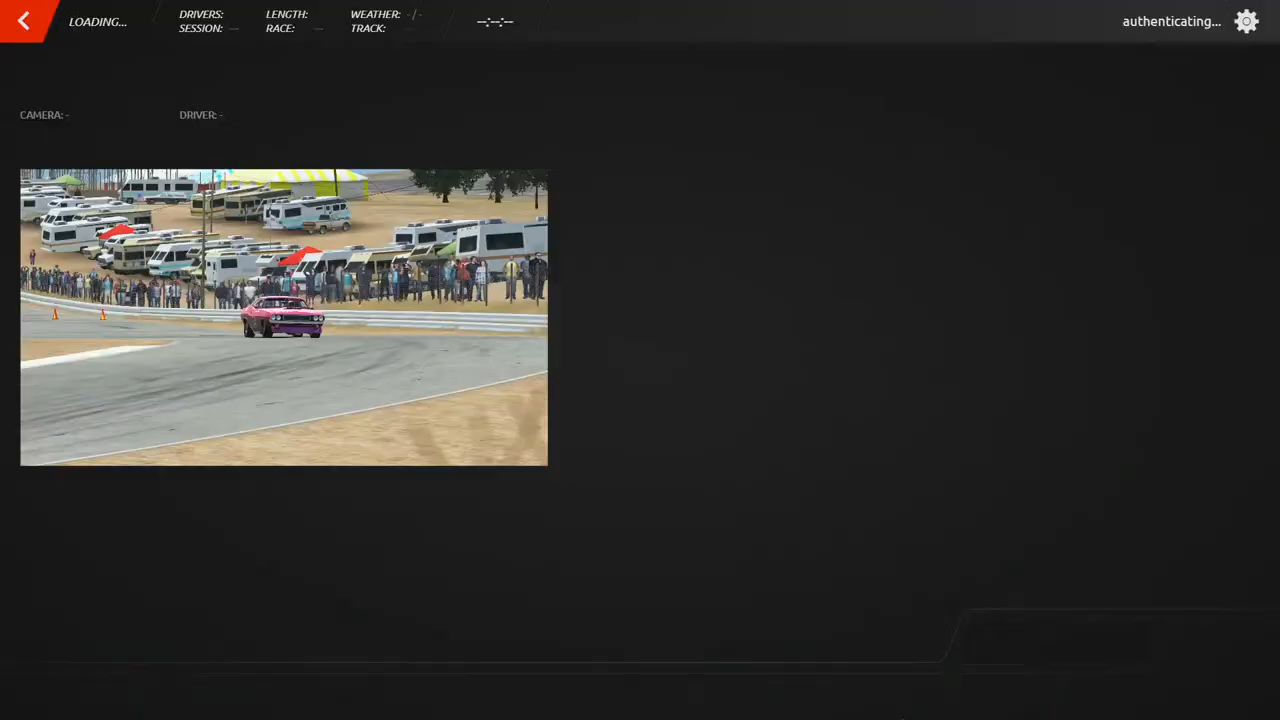 LOADING...
DRIVERS:
SESSION: ---
LENGTH:
RACE: ---
WEATHER: -/-
TRACK:
--:--:--
authenticating...
CAMERA: -
DRIVER: -